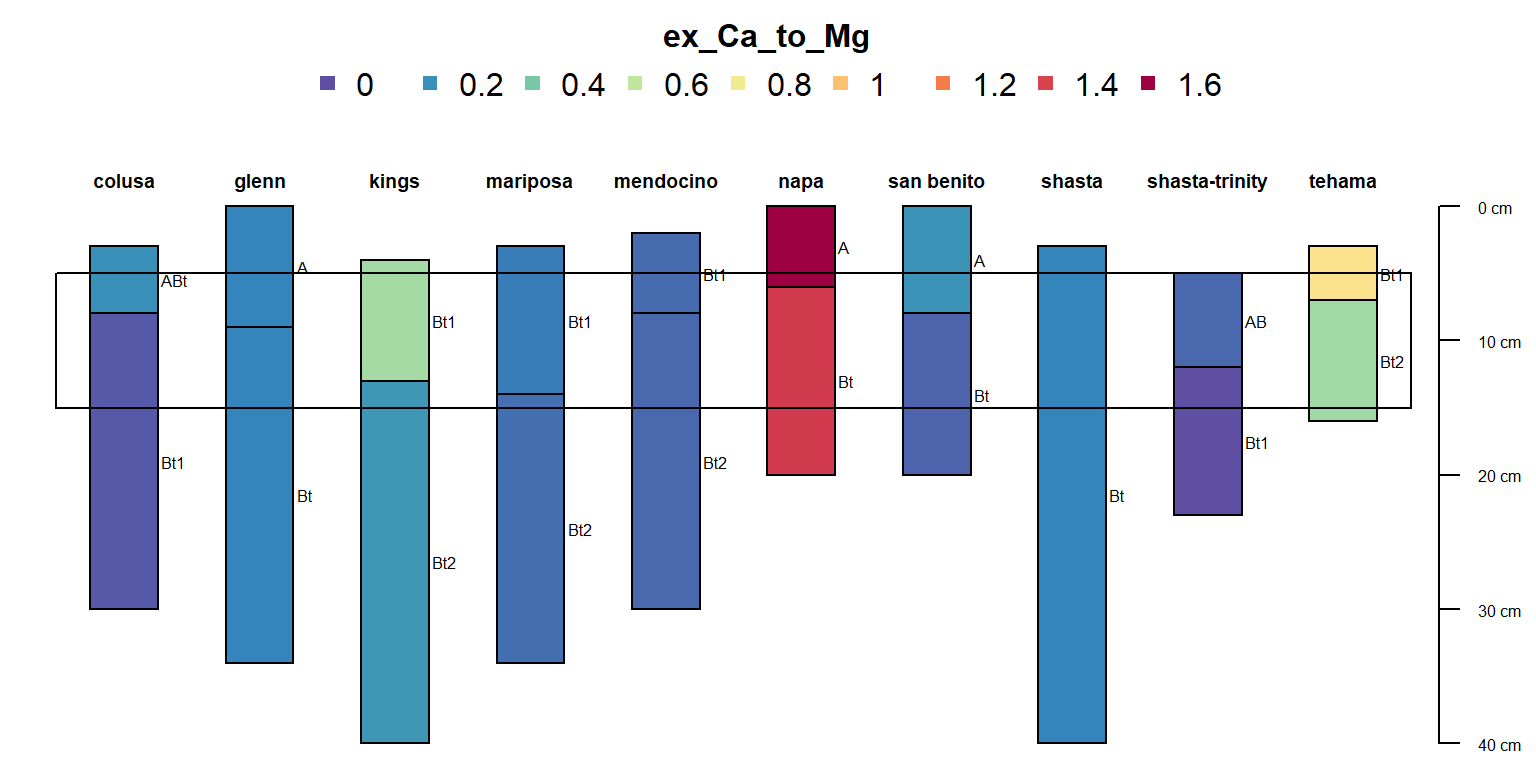 ex_Ca_to_Mg
0 0.2 0.4 0.6 0.8 1 1.2 1.4 1.6
colusa glenn kings mariposa mendocino napa san benito shasta shasta-trinity tehama
0 cm
A
A
A
Bt1
Bt1
ABt
Bt1
Bt1
AB
10 cm
Bt2
Bt
Bt
Bt1
Bt1
Bt2
20 cm
Bt
Bt
Bt2
Bt2
30 cm
40 cm